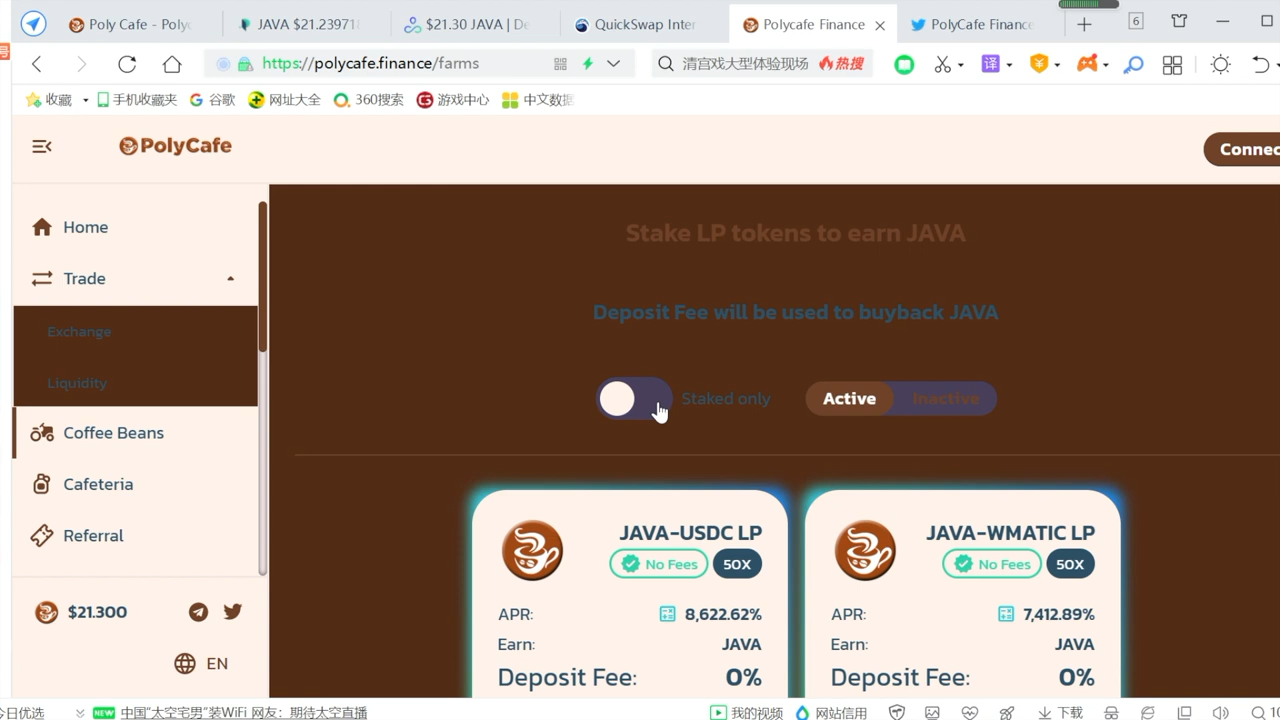 Poly Cafe - Poly
JAVA $21.23971
$21.30 JAVA | De
QuickSwap Inter
Polycafe Finance
PolyCafe Finance
6
号
https://polycafe.finance/farms
清宫戏大型体验现场
热搜
译
收藏
手机收藏夹
谷歌
网址大全
360搜索
游戏中心
中文数据
PolyCafe
Connec
Home
Trade
Exchange
Liquidity
Coffee Beans
Cafeteria
Referral
$21.300
EN
Stake LP tokens to earn JAVA
Deposit Fee will be used to buyback JAVA
Staked only
Active
Inactive
JAVA-USDC LP
No Fees
50X
APR:
8,622.62%
Earn:
JAVA
Deposit Fee:
0%
JAVA-WMATIC LP
No Fees
50X
APR:
7,412.89%
Earn:
JAVA
Deposit Fee:
0%
今日优选
NEW
中国“太空宅男”装WiFi 网友：期待太空直播
我的视频
网站信用
下载
10